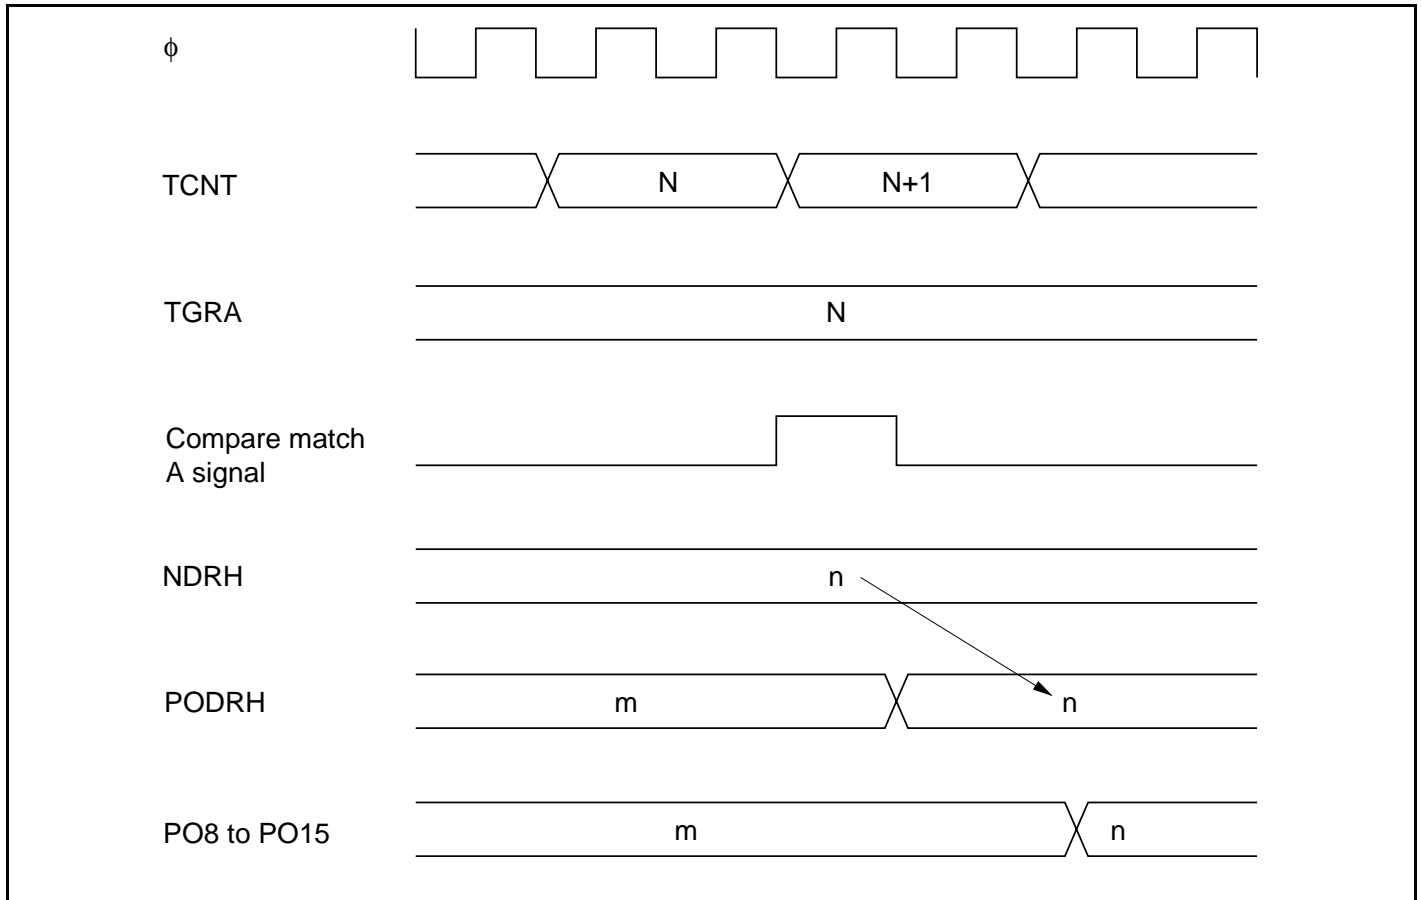 ϕ
TCNT
N
N+1
TGRA
N
Compare match
A signal
NDRH
n
PODRH
m
n
PO8 to PO15
m
n